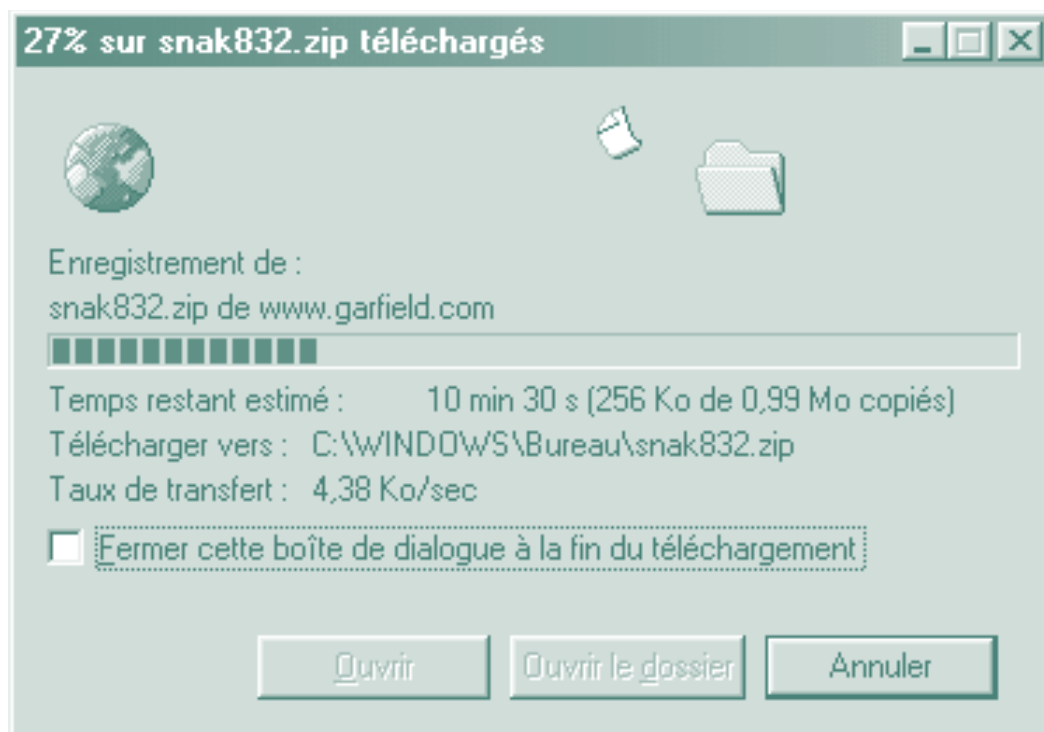 27% sur snak832.zip téléchargés
Enregistrement de :
snak832.zip de www.garfield.com
Temps restant estimé : 10 min 30 s (256 Ko de 0,99 Mo copiés)
Télécharger vers : C:\WINDOWS\Bureau\snak832.zip
Taux de transfert : 4,38 Ko/sec
Fermer cette boîte de dialogue à la fin du téléchargement
Ouvrir Ouvrir le dossier Annuler